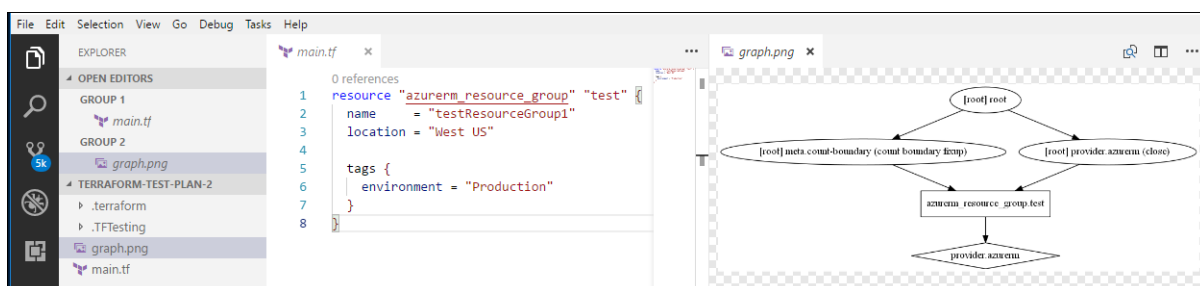 File Edit Selection View Go Debug Tasks Help
EXPLORER
OPEN EDITORS
GROUP 1
main.tf
GROUP 2
graph.png
TERRAFORM-TEST-PLAN-2
.terraform
.TFTesting
graph.png
main.tf
5k
main.tf ×
0 references
1 resource "azurerm_resource_group" "test" {
2 name = "testResourceGroup1"
3 location = "West US"
4
5 tags {
6 environment = "Production"
7 }
8 }
graph.png ×
[root] root
[root] meta.count-boundary (count boundary fixup)
[root] provider.azurerm (close)
azurerm_resource_group.test
provider.azurerm